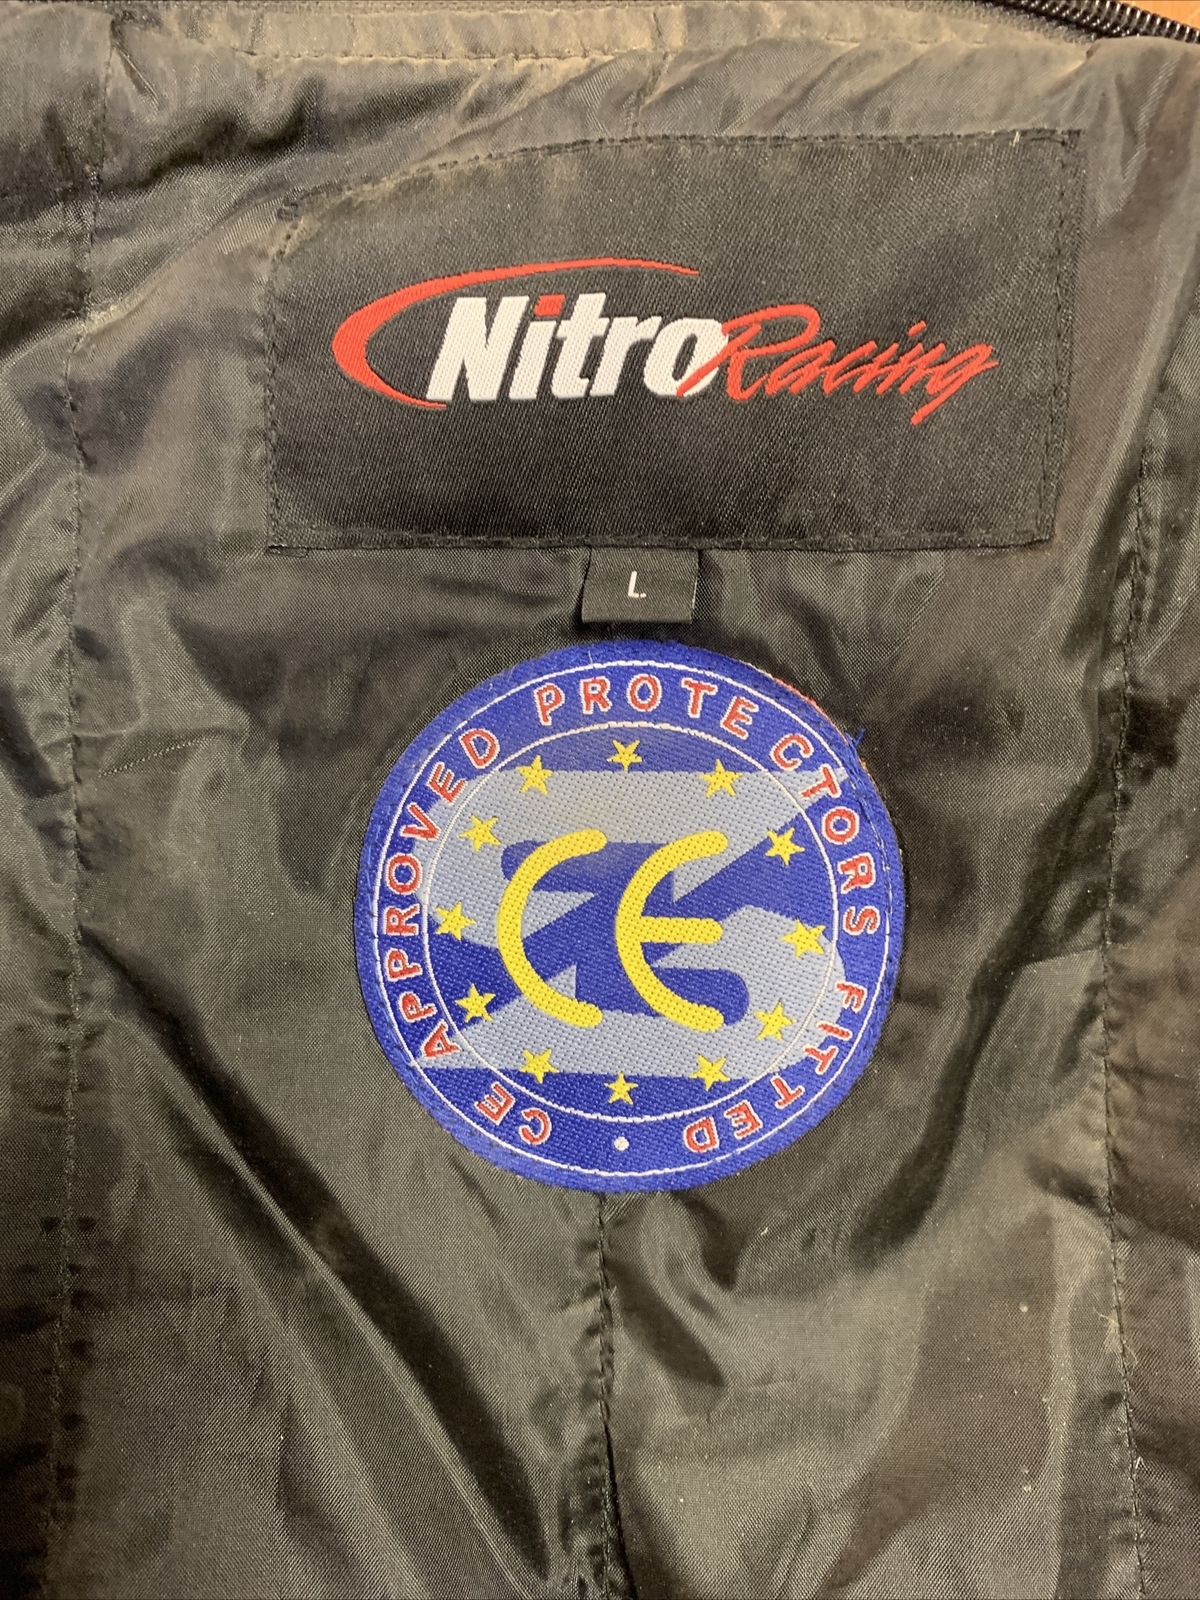 Nitro Racing
L.
CE APPROVED PROTECTORS FITTED •
CE